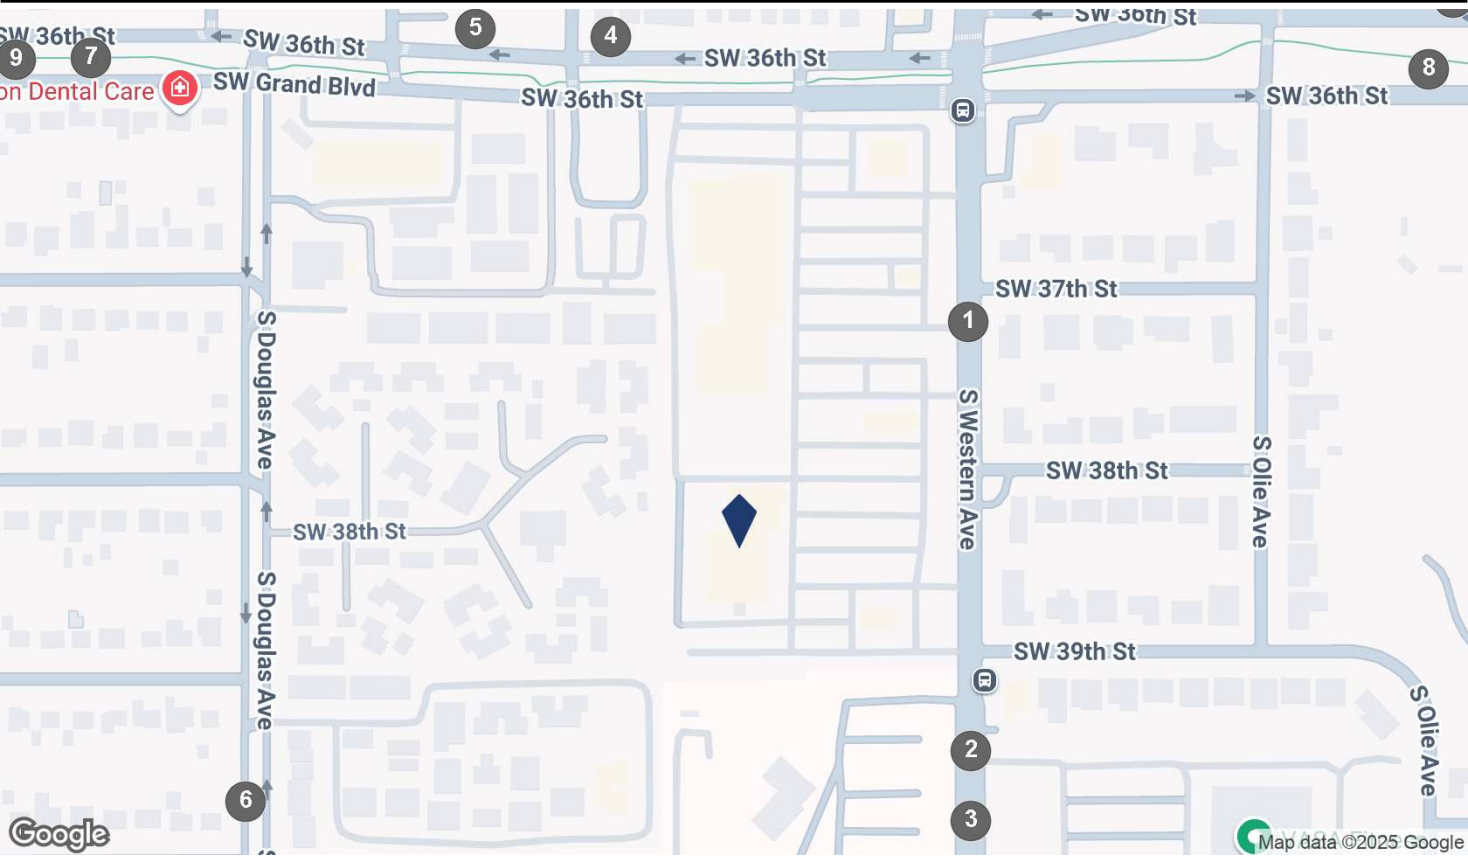 SW 36th St
5
4
SW 36th St
SW 36th St
SW 36th St
9
7
8
on Dental Care
SW Grand Blvd
SW 36th St
SW 36th St
SW 37th St
1
S Douglas Ave
S Western Ave
SW 38th St
S Olie Ave
SW 38th St
S Douglas Ave
SW 39th St
S Olie Ave
2
6
3
Google
Map data ©2025 Google